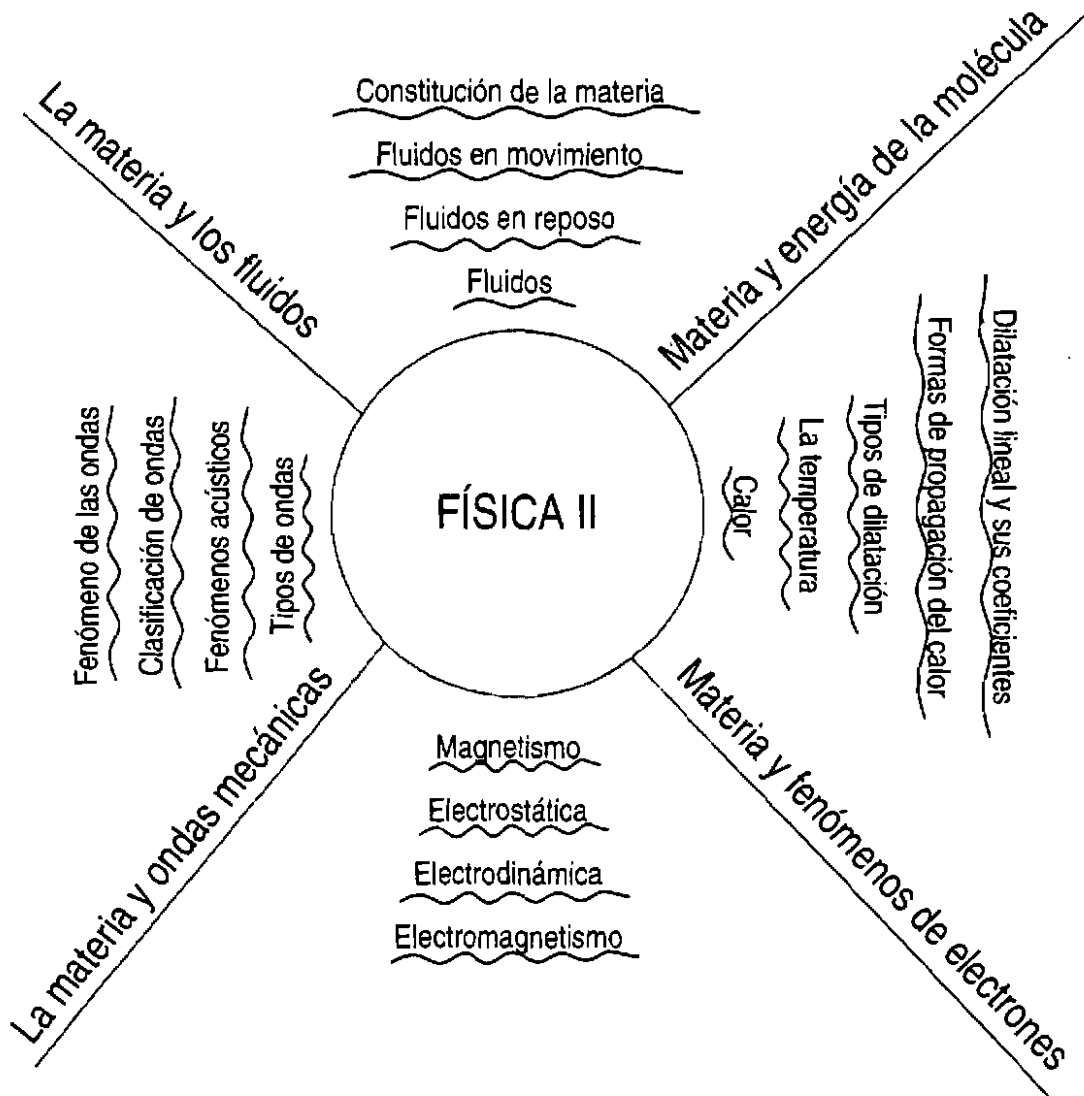 La materia y los fluidos
Constitución de la materia
Fluidos en movimiento
Fluidos en reposo
Fluidos
Materia y energía de la molécula
Dilatación lineal y sus coeficientes
Formas de propagación del calor
Tipos de dilatación
La temperatura
Calor
FÍSICA II
Fenómeno de las ondas
Clasificación de ondas
Fenómenos acústicos
Tipos de ondas
La materia y ondas mecánicas
Magnetismo
Electrostática
Electrodinámica
Electromagnetismo
Materia y fenómenos de electrones